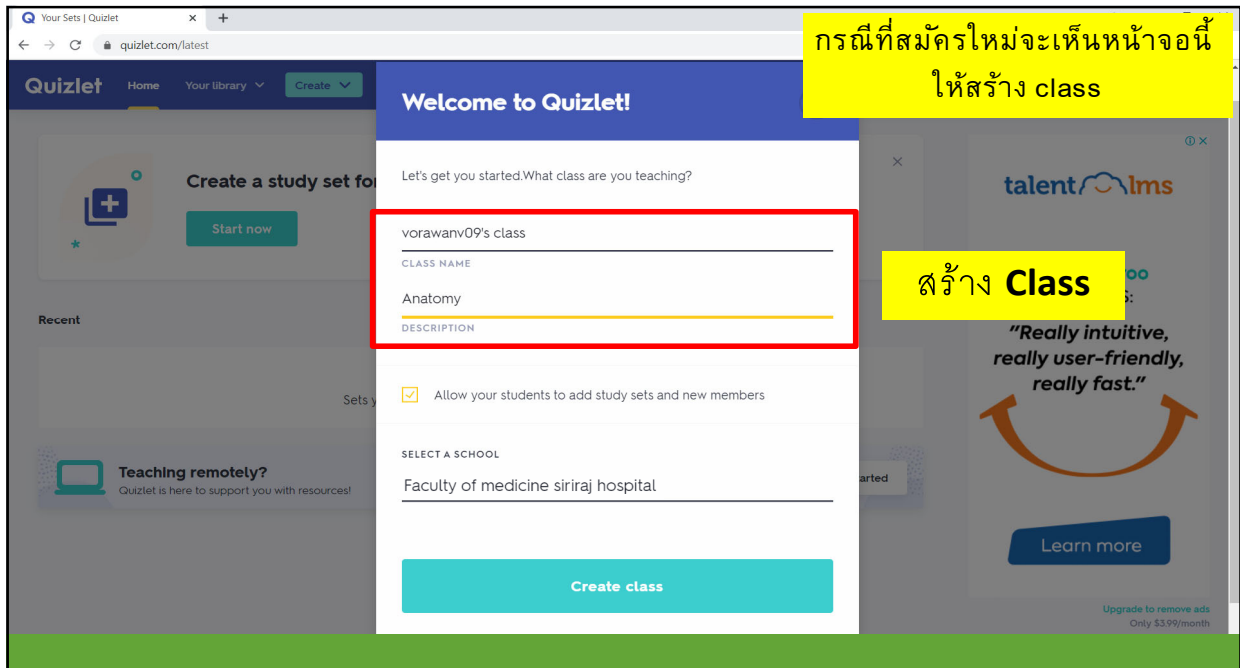 Your Sets | Quizlet
quizlet.com/latest
กรณีที่สมัครใหม่จะเห็นหน้าจอนี้
ให้สร้าง class
Quizlet Home Your library Create
Welcome to Quizlet!
Create a study set for
Start now
Let's get you started.What class are you teaching?
vorawanv09's class
CLASS NAME
Anatomy
DESCRIPTION
สร้าง Class
Recent
Sets
Allow your students to add study sets and new members
SELECT A SCHOOL
Faculty of medicine siriraj hospital
Teaching remotely?
Quizlet is here to support you with resources!
Create class
talentlms
"Really intuitive,
really user-friendly,
really fast."
Learn more
Upgrade to remove ads
Only $3.99/month